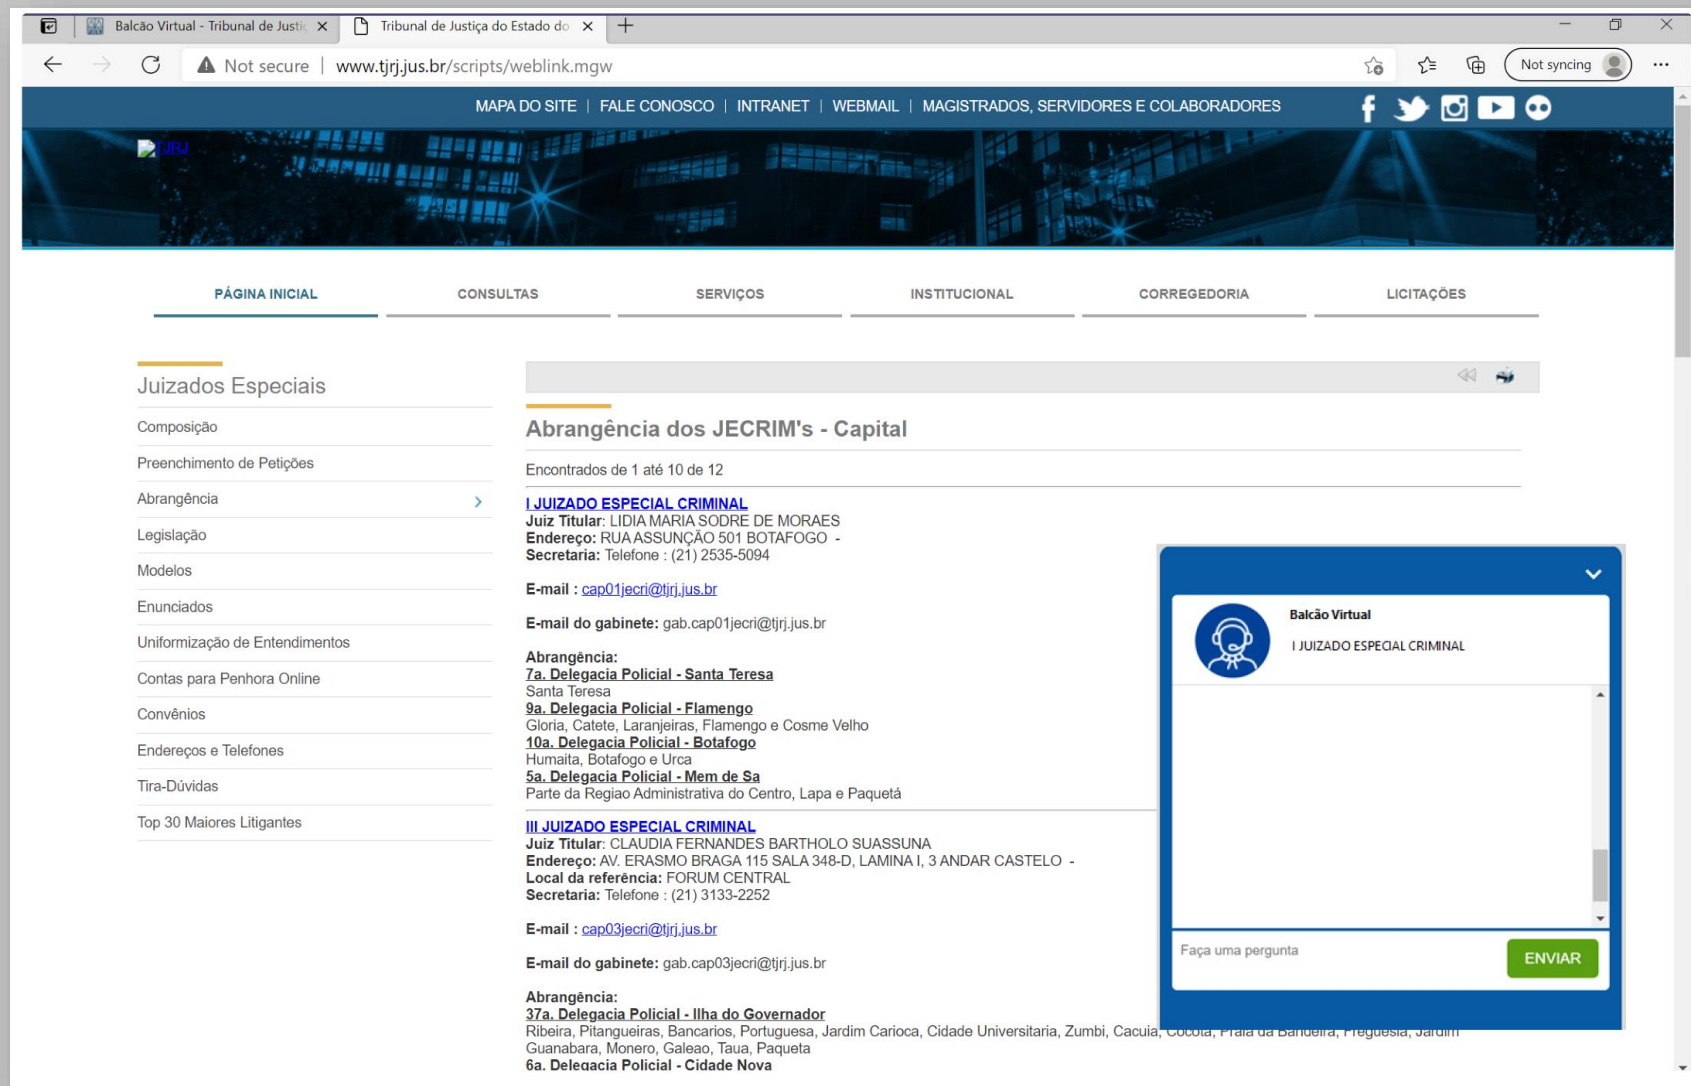 Balcão Virtual - Tribunal de Justiç
Tribunal de Justiça do Estado do
Not secure | www.tjrj.jus.br/scripts/weblink.mgw
Not syncing
MAPA DO SITE | FALE CONOSCO | INTRANET | WEBMAIL | MAGISTRADOS, SERVIDORES E COLABORADORES
TJRJ
PÁGINA INICIAL
CONSULTAS
SERVIÇOS
INSTITUCIONAL
CORREGEDORIA
LICITAÇÕES
Juizados Especiais
Composição
Preenchimento de Petições
Abrangência
Legislação
Modelos
Enunciados
Uniformização de Entendimentos
Contas para Penhora Online
Convênios
Endereços e Telefones
Tira-Dúvidas
Top 30 Maiores Litigantes
Abrangência dos JECRIM's - Capital
Encontrados de 1 até 10 de 12
I JUIZADO ESPECIAL CRIMINAL
Juiz Titular: LIDIA MARIA SODRE DE MORAES
Endereço: RUA ASSUNÇÃO 501 BOTAFOGO -
Secretaria: Telefone : (21) 2535-5094
E-mail : cap01jecri@tjrj.jus.br
E-mail do gabinete: gab.cap01jecri@tjrj.jus.br
Abrangência:
7a. Delegacia Policial - Santa Teresa
Santa Teresa
9a. Delegacia Policial - Flamengo
Gloria, Catete, Laranjeiras, Flamengo e Cosme Velho
10a. Delegacia Policial - Botafogo
Humaita, Botafogo e Urca
5a. Delegacia Policial - Mem de Sa
Parte da Regiao Administrativa do Centro, Lapa e Paquetá
III JUIZADO ESPECIAL CRIMINAL
Juiz Titular: CLAUDIA FERNANDES BARTHOLO SUASSUNA
Endereço: AV. ERASMO BRAGA 115 SALA 348-D, LAMINA I, 3 ANDAR CASTELO -
Local da referência: FORUM CENTRAL
Secretaria: Telefone : (21) 3133-2252
E-mail : cap03jecri@tjrj.jus.br
E-mail do gabinete: gab.cap03jecri@tjrj.jus.br
Abrangência:
37a. Delegacia Policial - Ilha do Governador
Ribeira, Pitangueiras, Bancarios, Portuguesa, Jardim Carioca, Cidade Universitaria, Zumbi, Cacuia, Cocota, Praia da Bandeira, Freguesia, Jardim
Guanabara, Monero, Galeao, Taua, Paqueta
6a. Delegacia Policial - Cidade Nova
Balcão Virtual
I JUIZADO ESPECIAL CRIMINAL
Faça uma pergunta
ENVIAR